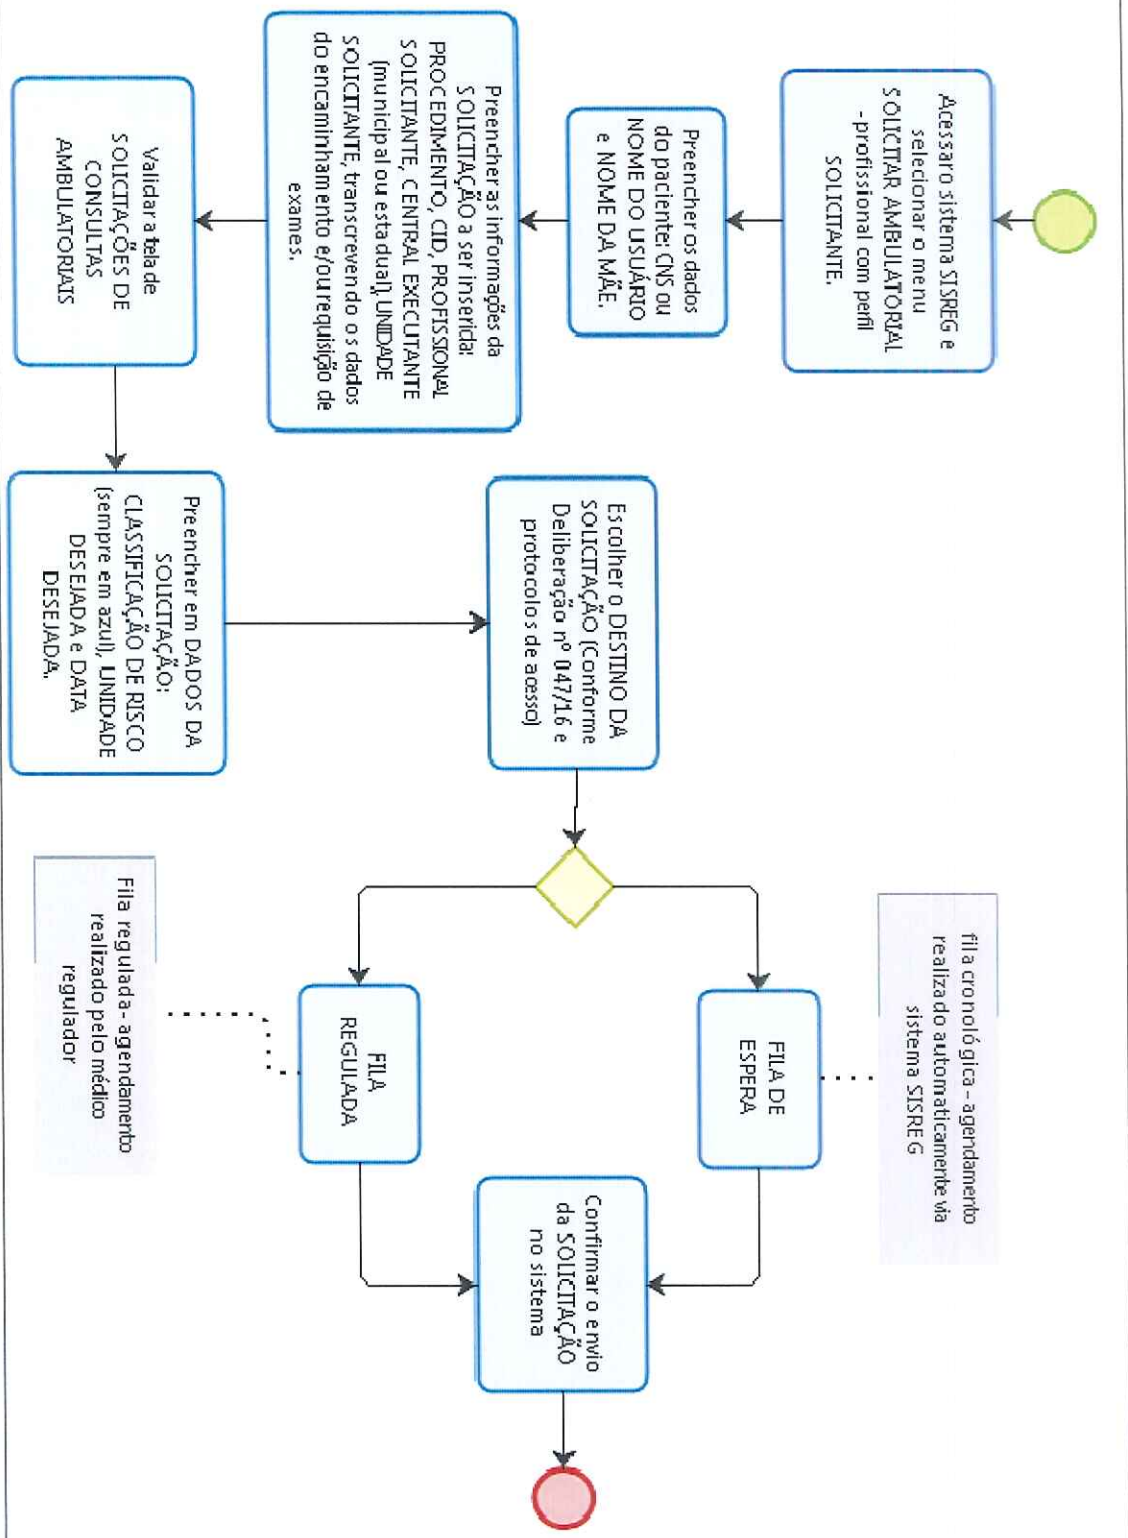 Acessar o sistema SISREG e
selecionar o menu
SOLICITAR AMBULATORIAL
- profissional com perfil
SOLICITANTE.
Preencher os dados
do paciente: CNS ou
NOME DO USUÁRIO
e NOME DA MÃE.
Preencher as informações da
SOLICITAÇÃO a ser inserida:
PROCEDIMENTO, CID, PROFISSIONAL
SOLICITANTE, CENTRAL EXECUTANTE
(municipal ou estadual), UNIDADE
SOLICITANTE, transcrevendo os dados
do encaminhamento e/ou requisição de
exames.
Validar a tela de
SOLICITAÇÕES DE
CONSULTAS
AMBULATORIAIS
Preencher em DADOS DA
SOLICITAÇÃO:
CLASSIFICAÇÃO DE RISCO
(sempre em azul), UNIDADE
DESEJADA e DATA
DESEJADA.
Escolher o DESTINO DA
SOLICITAÇÃO (Conforme
Deliberação nº 047/16 e
protocolos de acesso)
fila cronológica - agendamento
realizado automaticamente via
sistema SISREG
FILA DE
ESPERA
FILA
REGULADA
Fila regulada - agendamento
realizado pelo médico
regulador
Confirmar o envio
da SOLICITAÇÃO
no sistema